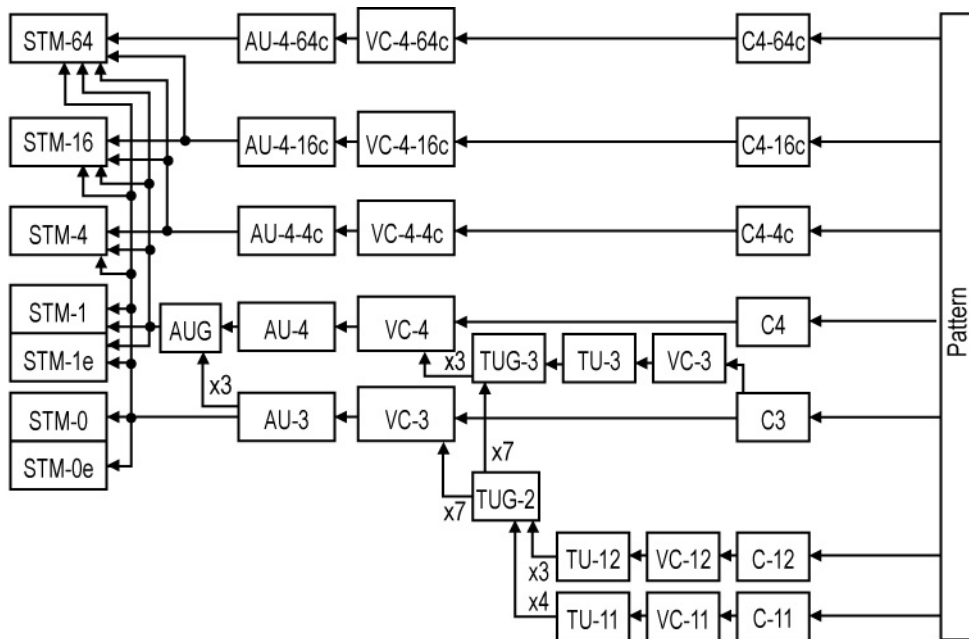 STM-64
AU-4-64c
VC-4-64c
C4-64c
STM-16
AU-4-16c
VC-4-16c
C4-16c
STM-4
AU-4-4c
VC-4-4c
C4-4c
STM-1
AUG
AU-4
VC-4
C4
STM-1e
x3
TUG-3
TU-3
VC-3
x3
STM-0
AU-3
VC-3
C3
STM-0e
x7
x7
TUG-2
x3
TU-12
VC-12
C-12
x4
TU-11
VC-11
C-11
Pattern